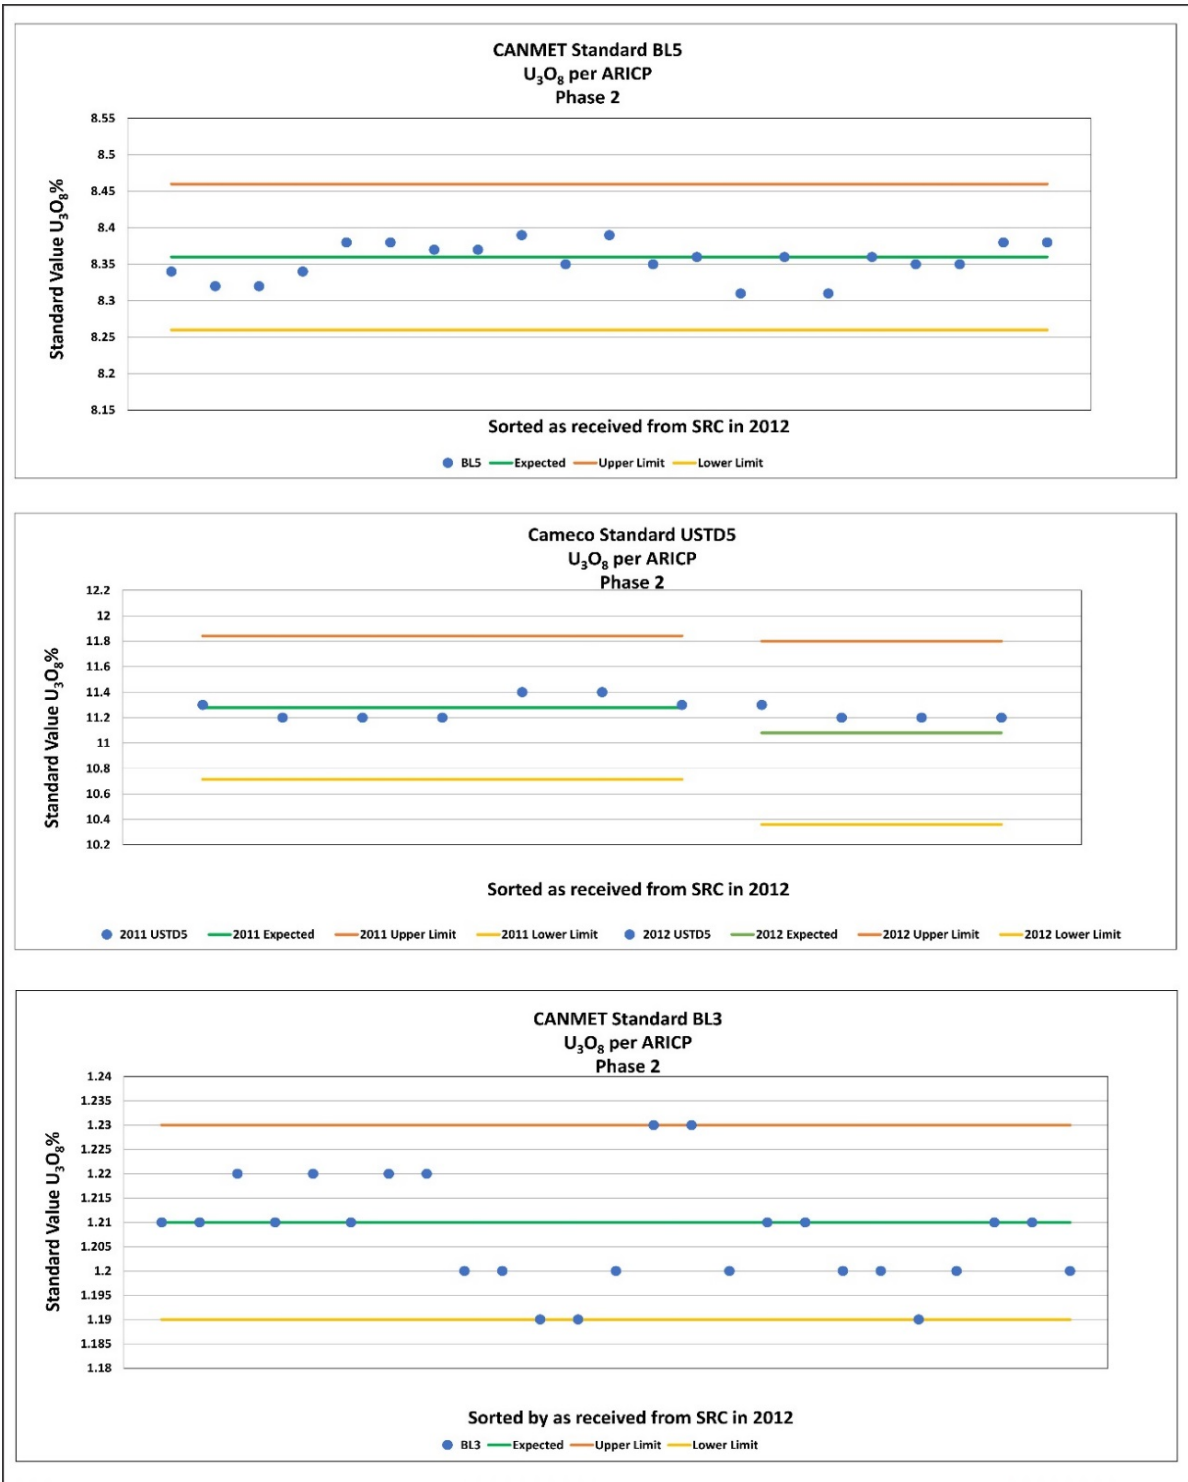 CANMET Standard BL5
U₃O₈ per ARICP
Phase 2
8.55
8.5
8.45
8.4
8.35
8.3
8.25
8.2
8.15
Standard Value U₃O₈%
Sorted as received from SRC in 2012
BL5 Expected Upper Limit Lower Limit
Cameco Standard USTD5
U₃O₈ per ARICP
Phase 2
12.2
12
11.8
11.6
11.4
11.2
11
10.8
10.6
10.4
10.2
Standard Value U₃O₈%
Sorted as received from SRC in 2012
2011 USTD5 2011 Expected 2011 Upper Limit 2011 Lower Limit 2012 USTD5 2012 Expected 2012 Upper Limit 2012 Lower Limit
CANMET Standard BL3
U₃O₈ per ARICP
Phase 2
1.24
1.235
1.23
1.225
1.22
1.215
1.21
1.205
1.2
1.195
1.19
1.185
1.18
Standard Value U₃O₈%
Sorted by as received from SRC in 2012
BL3 Expected Upper Limit Lower Limit